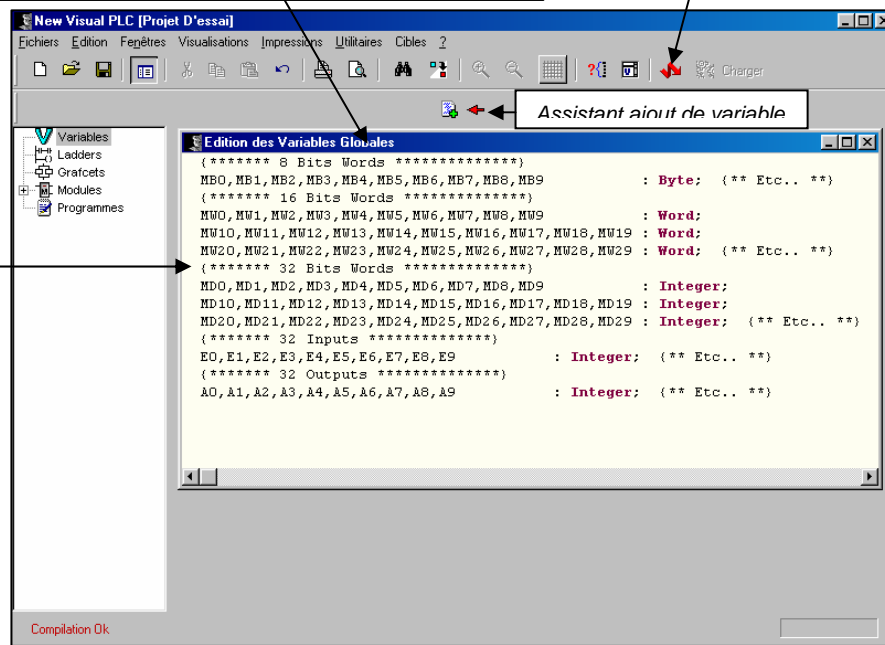 New Visual PLC [Projet D'essai]
Fichiers Edition Fenêtres Visualisations Impressions Utilitaires Cibles ?
Charger
Assistant ajout de variable
Variables
Ladders
Grafcets
Modules
Programmes
Edition des Variables Globales
{******* 8 Bits Words **************}
MB0,MB1,MB2,MB3,MB4,MB5,MB6,MB7,MB8,MB9 : Byte; {** Etc.. **}
{******* 16 Bits Words **************}
MW0,MW1,MW2,MW3,MW4,MW5,MW6,MW7,MW8,MW9 : Word;
MW10,MW11,MW12,MW13,MW14,MW15,MW16,MW17,MW18,MW19 : Word;
MW20,MW21,MW22,MW23,MW24,MW25,MW26,MW27,MW28,MW29 : Word; {** Etc.. **}
{******* 32 Bits Words **************}
MD0,MD1,MD2,MD3,MD4,MD5,MD6,MD7,MD8,MD9 : Integer;
MD10,MD11,MD12,MD13,MD14,MD15,MD16,MD17,MD18,MD19 : Integer;
MD20,MD21,MD22,MD23,MD24,MD25,MD26,MD27,MD28,MD29 : Integer; {** Etc.. **}
{******* 32 Inputs **************}
E0,E1,E2,E3,E4,E5,E6,E7,E8,E9 : Integer; {** Etc.. **}
{******* 32 Outputs **************}
A0,A1,A2,A3,A4,A5,A6,A7,A8,A9 : Integer; {** Etc.. **}
Compilation Ok